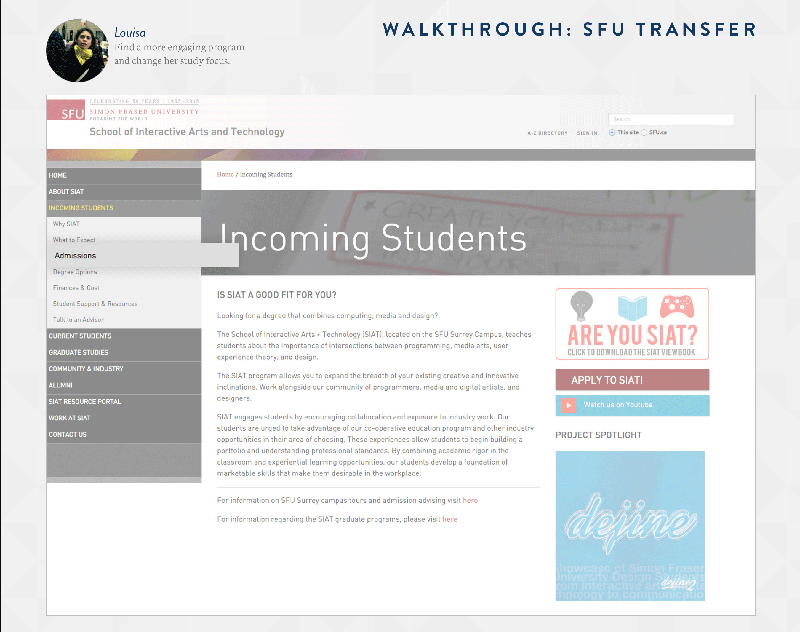 Louisa
Find a more engaging program
and change her study focus.
WALKTHROUGH: SFU TRANSFER
CELEBRATING 50 YEARS | 1965-2015
SFU
SIMON FRASER UNIVERSITY
ENGAGING THE WORLD
School of Interactive Arts and Technology
Search
A-Z DIRECTORY SIGN IN This site SFU.ca
HOME
ABOUT SIAT
INCOMING STUDENTS
Why SIAT
What to Expect
Admissions
Degree Options
Finances & Cost
Student Support & Resources
Talk to an Advisor
CURRENT STUDENTS
GRADUATE STUDIES
COMMUNITY & INDUSTRY
ALUMNI
SIAT RESOURCE PORTAL
WORK AT SIAT
CONTACT US
Home / Incoming Students
CREATE YOURSELF
Incoming Students
IS SIAT A GOOD FIT FOR YOU?
Looking for a degree that combines computing, media and design?
The School of Interactive Arts + Technology (SIAT), located on the SFU Surrey Campus, teaches
students about the importance of intersections between programming, media arts, user
experience theory, and design.
The SIAT program allows you to expand the breadth of your existing creative and innovative
inclinations. Work alongside our community of programmers, media and digital artists, and
designers.
SIAT engages students by encouraging collaboration and exposure to industry work. Our
students are urged to take advantage of our co-operative education program and other industry
opportunities in their area of choosing. These experiences allow students to begin building a
portfolio and understanding professional standards. By combining academic rigor in the
classroom and experiential learning opportunities, our students develop a foundation of
marketable skills that make them desirable in the workplace.
For information on SFU Surrey campus tours and admission advising visit here
For information regarding the SIAT graduate programs, please visit here
ARE YOU SIAT?
CLICK TO DOWNLOAD THE SIAT VIEWBOOK
APPLY TO SIAT!
Watch us on Youtube
PROJECT SPOTLIGHT
dejine
Showcase of Simon Fraser
University Design Students
from interactive arts
technology to communication